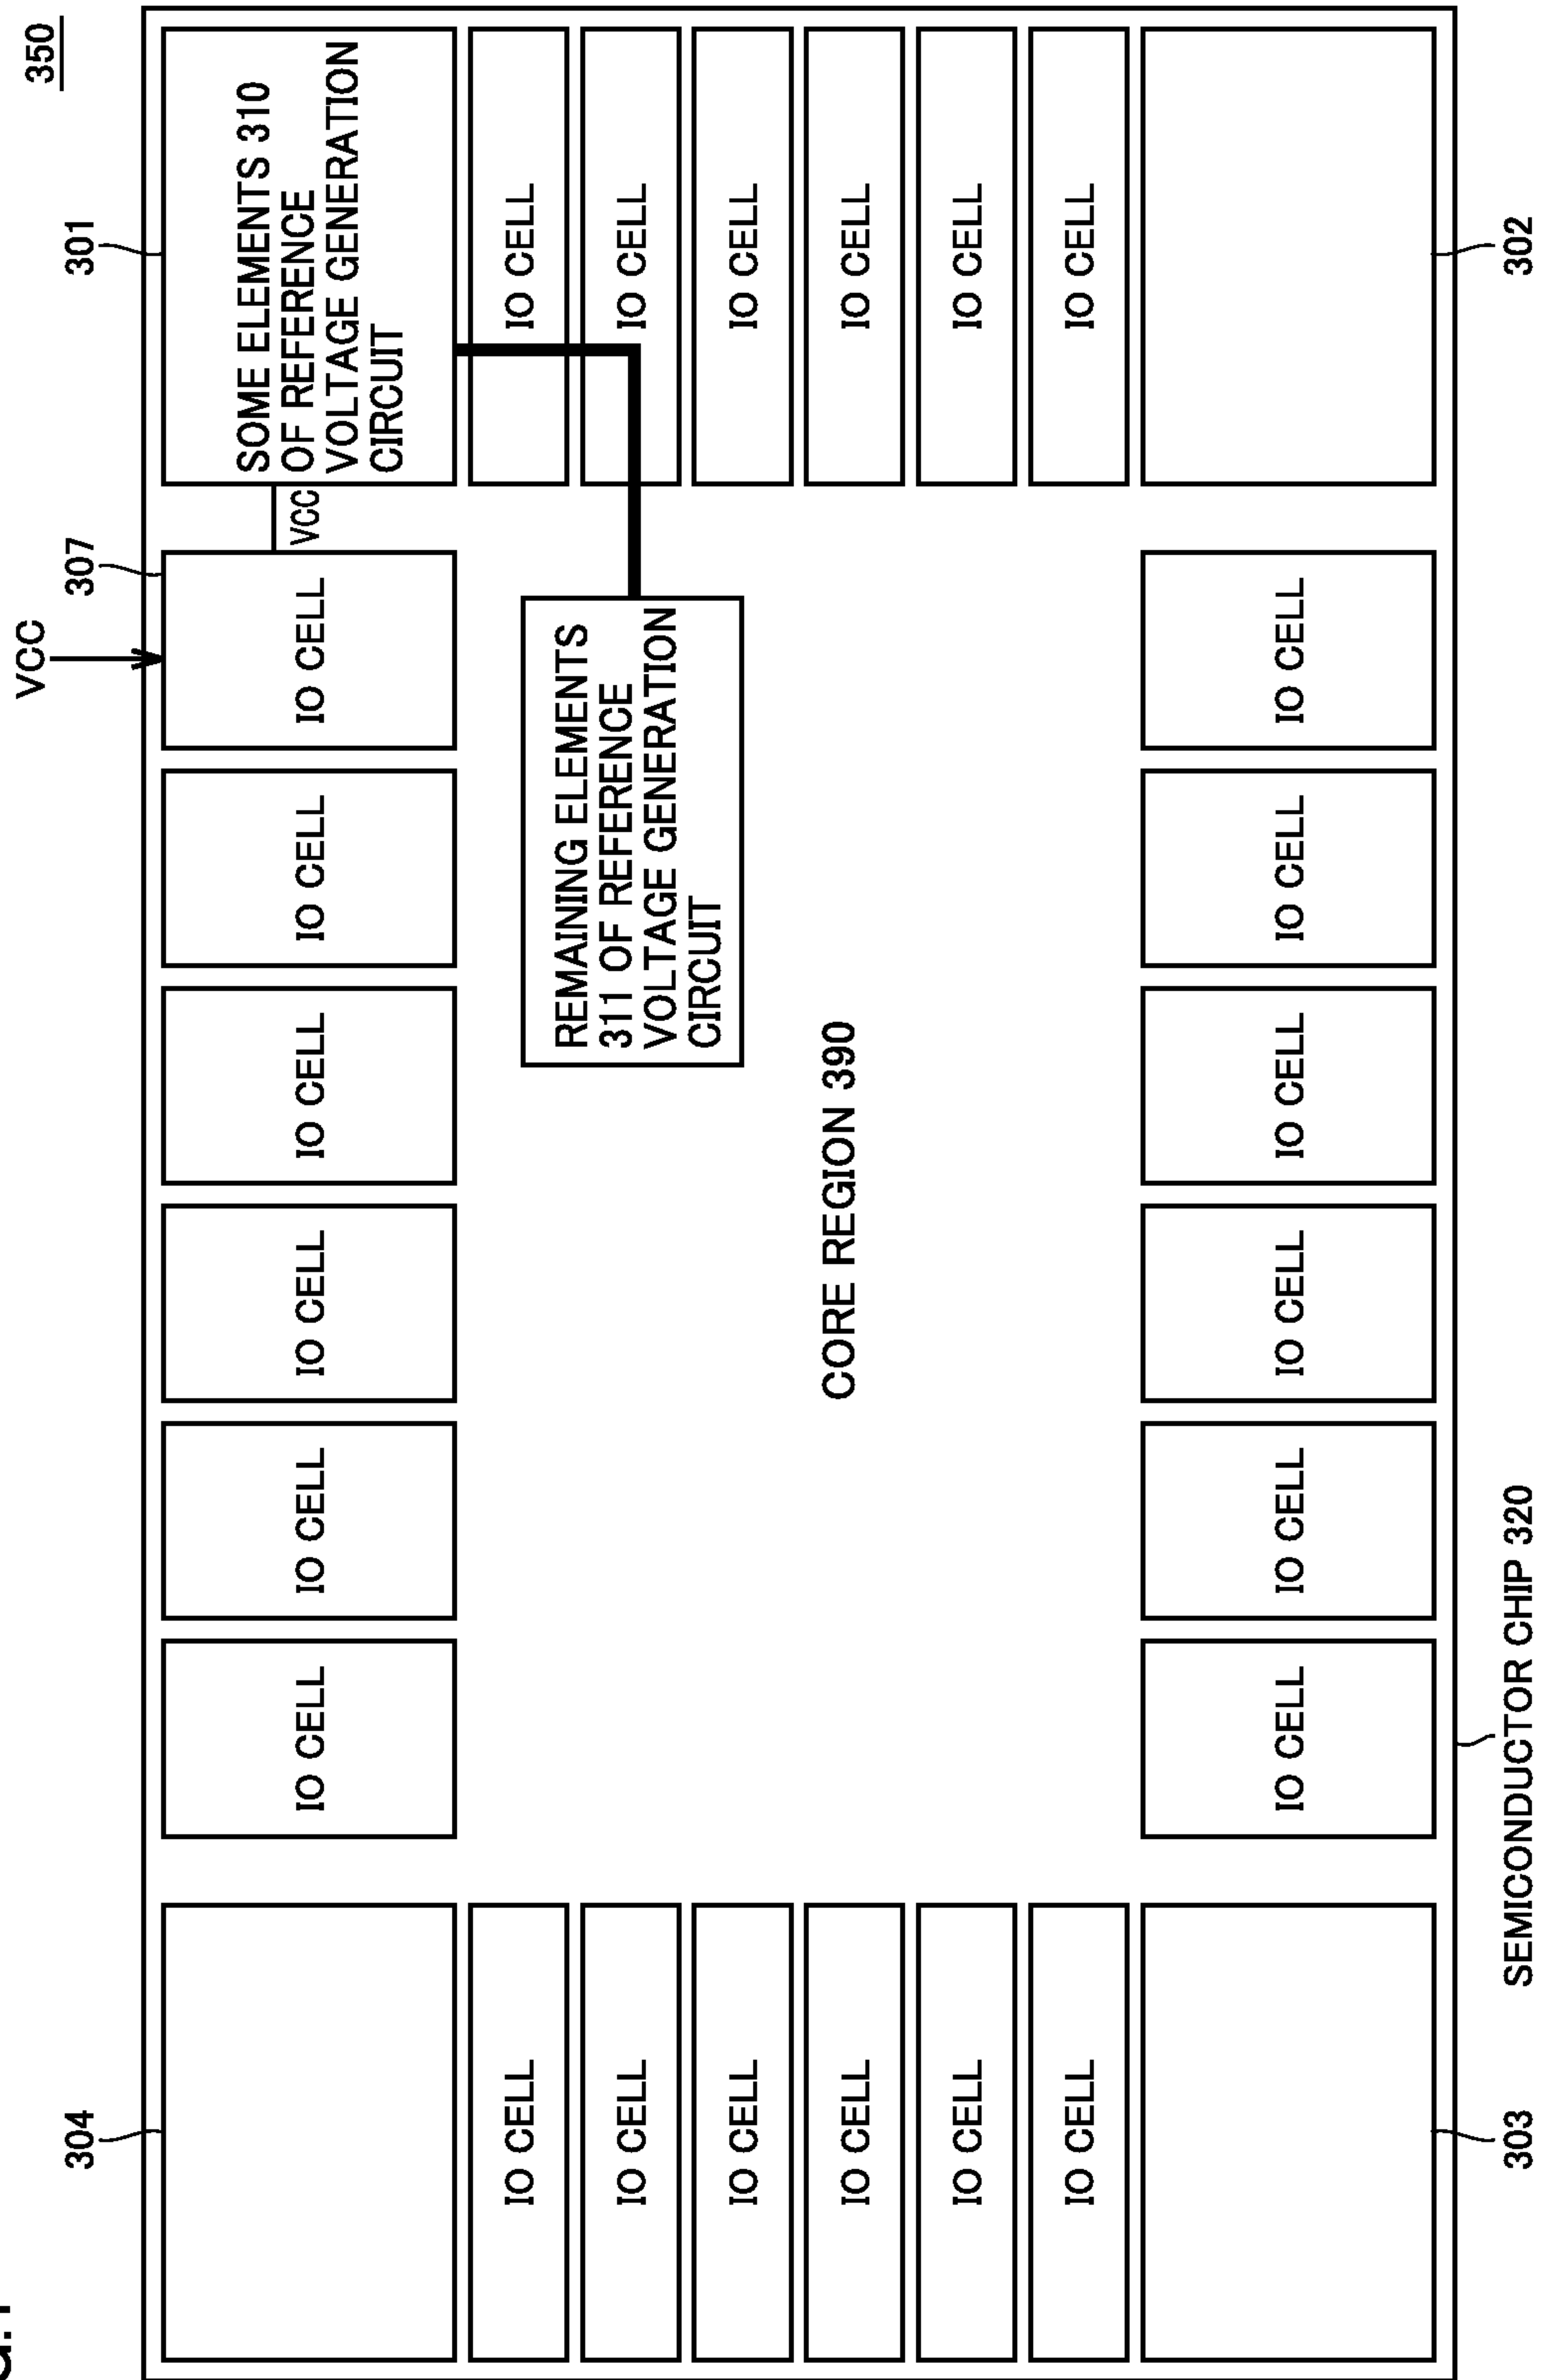 350
VCC
304
307
301
IO CELL
IO CELL
IO CELL
IO CELL
IO CELL
IO CELL
VCC
SOME ELEMENTS 310
OF REFERENCE
VOLTAGE GENERATION
CIRCUIT
IO CELL
IO CELL
IO CELL
REMAINING ELEMENTS
311 OF REFERENCE
VOLTAGE GENERATION
CIRCUIT
IO CELL
IO CELL
IO CELL
IO CELL
CORE REGION 390
IO CELL
IO CELL
IO CELL
IO CELL
IO CELL
IO CELL
IO CELL
IO CELL
IO CELL
IO CELL
IO CELL
303
SEMICONDUCTOR CHIP 320
302